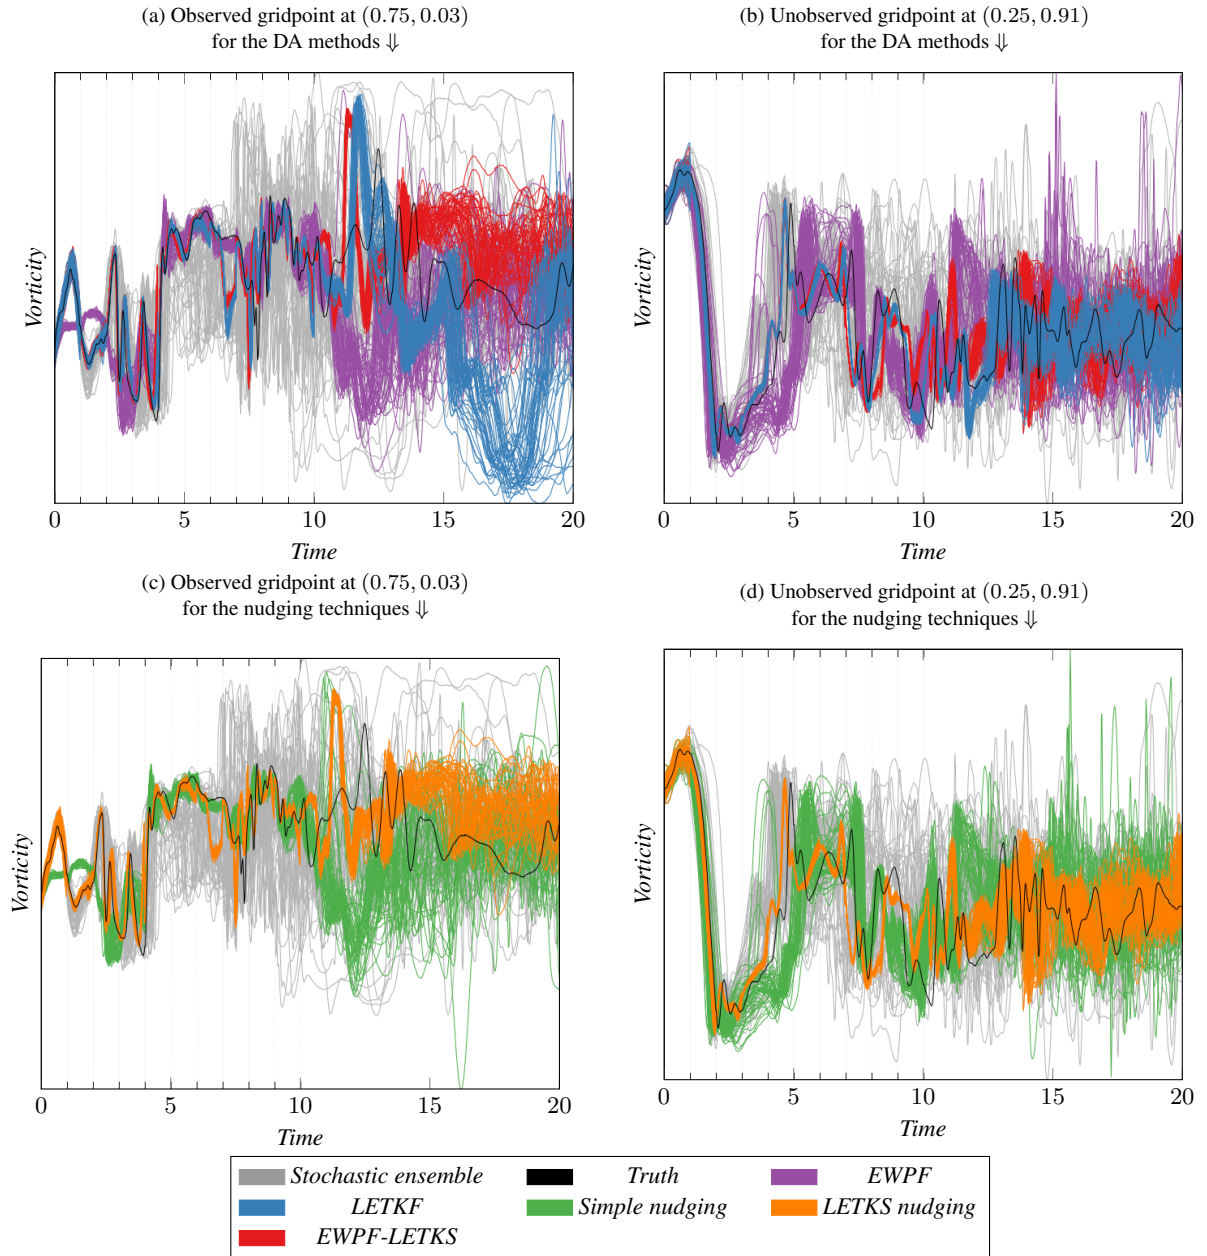 (a) Observed gridpoint at (0.75, 0.03)
for the DA methods ⇓
(b) Unobserved gridpoint at (0.25, 0.91)
for the DA methods ⇓
Vorticity
0 5 10 15 20
Time
Vorticity
0 5 10 15 20
Time
(c) Observed gridpoint at (0.75, 0.03)
for the nudging techniques ⇓
(d) Unobserved gridpoint at (0.25, 0.91)
for the nudging techniques ⇓
Vorticity
0 5 10 15 20
Time
Vorticity
0 5 10 15 20
Time
Stochastic ensemble Truth EWPF
LETKF Simple nudging LETKS nudging
EWPF-LETKS